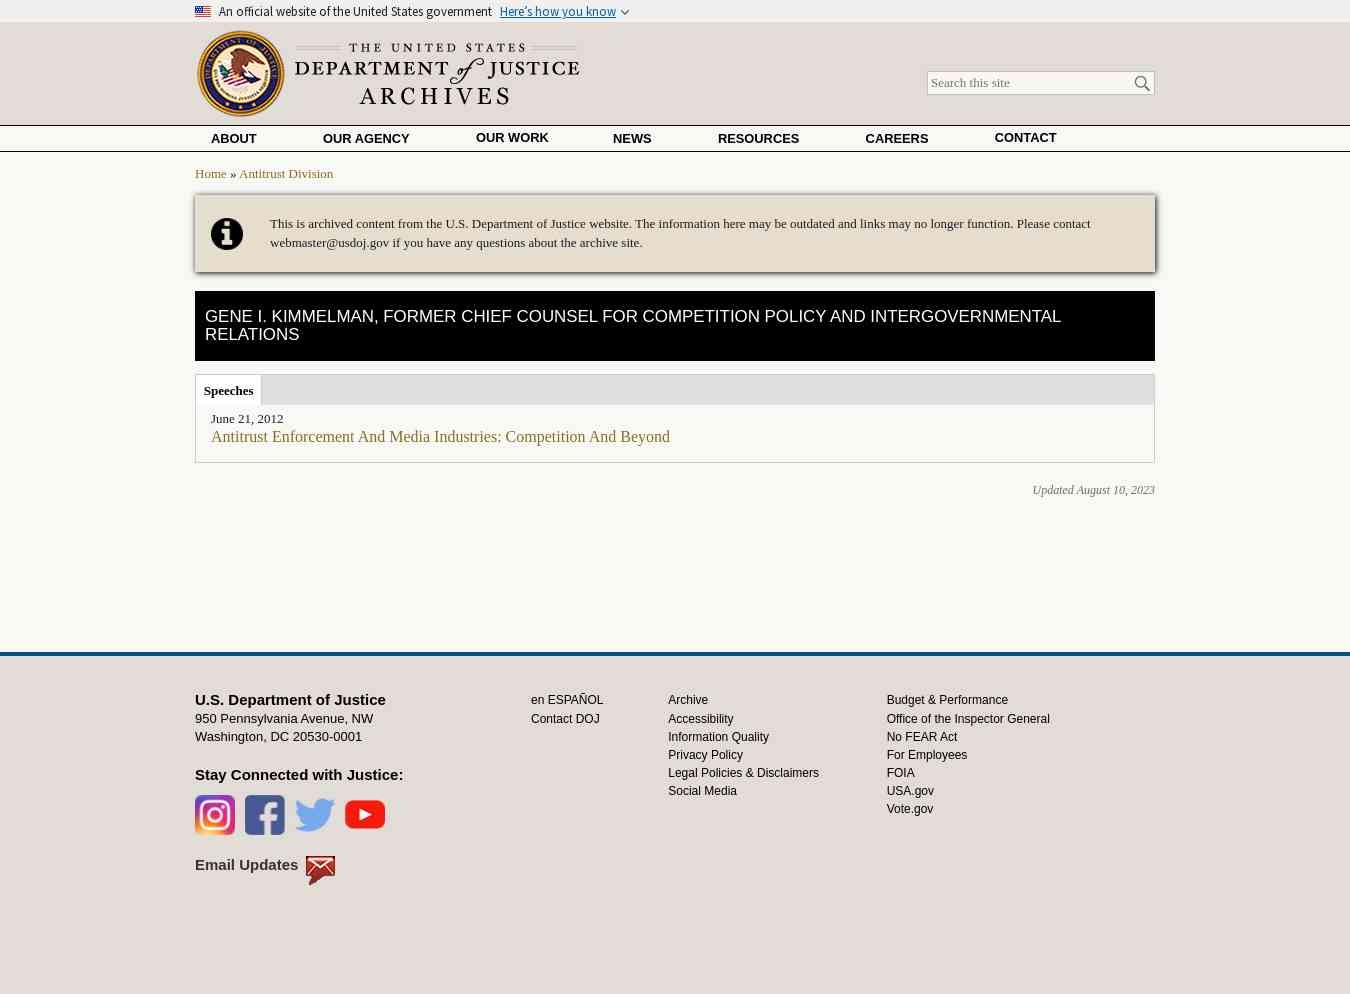 An official website of the United States government Here's how you know
THE UNITED STATES
DEPARTMENT of JUSTICE
ARCHIVES
Search this site
ABOUT OUR AGENCY OUR WORK NEWS RESOURCES CAREERS CONTACT
Home » Antitrust Division
This is archived content from the U.S. Department of Justice website. The information here may be outdated and links may no longer function. Please contact
webmaster@usdoj.gov if you have any questions about the archive site.
GENE I. KIMMELMAN, FORMER CHIEF COUNSEL FOR COMPETITION POLICY AND INTERGOVERNMENTAL
RELATIONS
Speeches
June 21, 2012
Antitrust Enforcement And Media Industries: Competition And Beyond
Updated August 10, 2023
U.S. Department of Justice
950 Pennsylvania Avenue, NW
Washington, DC 20530-0001
Stay Connected with Justice:
Email Updates
en ESPAÑOL
Contact DOJ
Archive
Accessibility
Information Quality
Privacy Policy
Legal Policies & Disclaimers
Social Media
Budget & Performance
Office of the Inspector General
No FEAR Act
For Employees
FOIA
USA.gov
Vote.gov